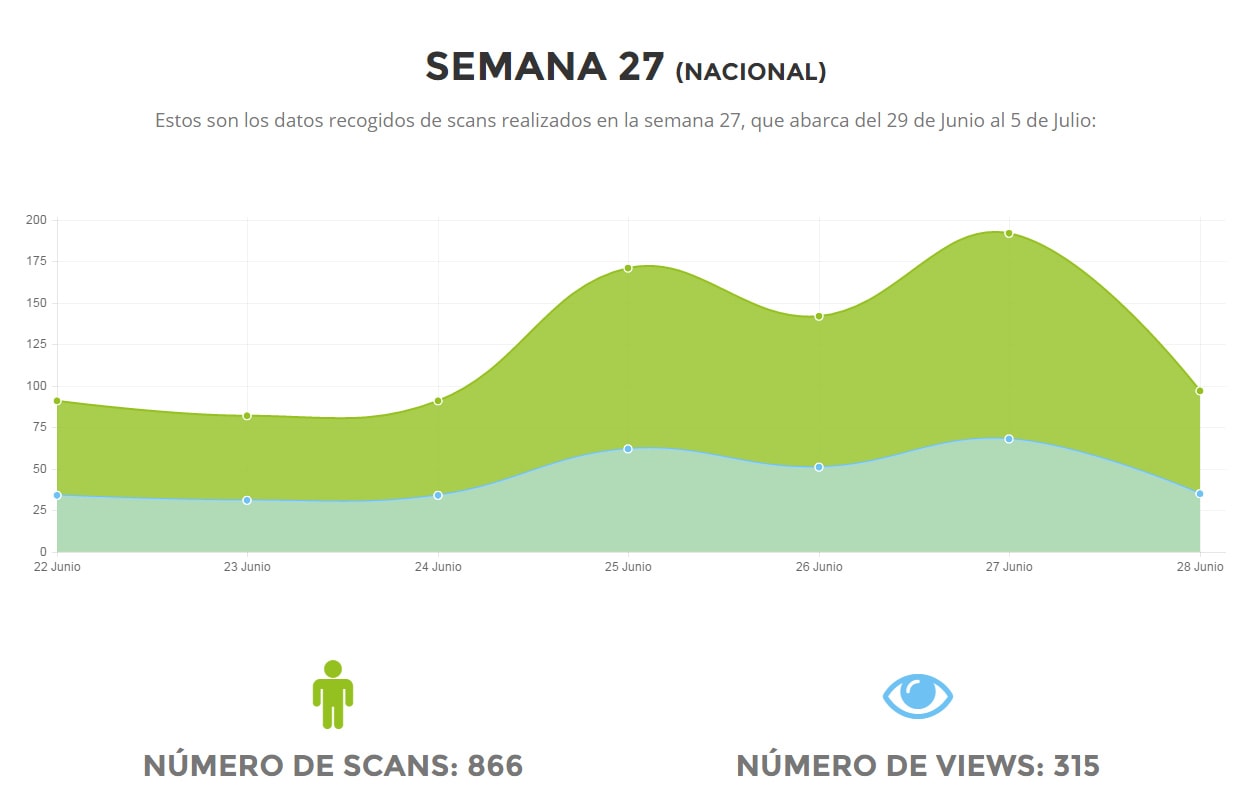 SEMANA 27 (NACIONAL)
Estos son los datos recogidos de scans realizados en la semana 27, que abarca del 29 de Junio al 5 de Julio:
200
175
150
125
100
75
50
25
0
22 Junio 23 Junio 24 Junio 25 Junio 26 Junio 27 Junio 28 Junio
NÚMERO DE SCANS: 866 NÚMERO DE VIEWS: 315